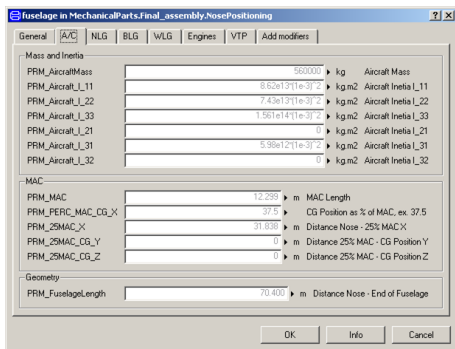 fuselage in MechanicalParts.Final_assembly.NosePositioning
General A/C NLG BLG WLG Engines VTP Add modifiers
Mass and Inertia
PRM_AircraftMass 560000 kg Aircraft Mass
PRM_Aircraft_I_11 8.62e13*(1e-3)^2 kg.m2 Aircraft Inetia I_11
PRM_Aircraft_I_22 7.43e13*(1e-3)^2 kg.m2 Aircraft Inetia I_22
PRM_Aircraft_I_33 1.561e14*(1e-3)^2 kg.m2 Aircraft Inetia I_33
PRM_Aircraft_I_21 0 kg.m2 Aircraft Inetia I_21
PRM_Aircraft_I_31 5.98e12*(1e-3)^2 kg.m2 Aircraft Inetia I_31
PRM_Aircraft_I_32 0 kg.m2 Aircraft Inetia I_32
MAC
PRM_MAC 12.299 m MAC Length
PRM_PERC_MAC_CG_X 37.5 CG Position as % of MAC, ex. 37.5
PRM_25MAC_X 31.838 m Distance Nose - 25% MAC X
PRM_25MAC_CG_Y 0 m Distance 25% MAC - CG Position Y
PRM_25MAC_CG_Z 0 m Distance 25% MAC - CG Position Z
Geometry
PRM_FuselageLength 70.400 m Distance Nose - End of Fuselage
OK Info Cancel